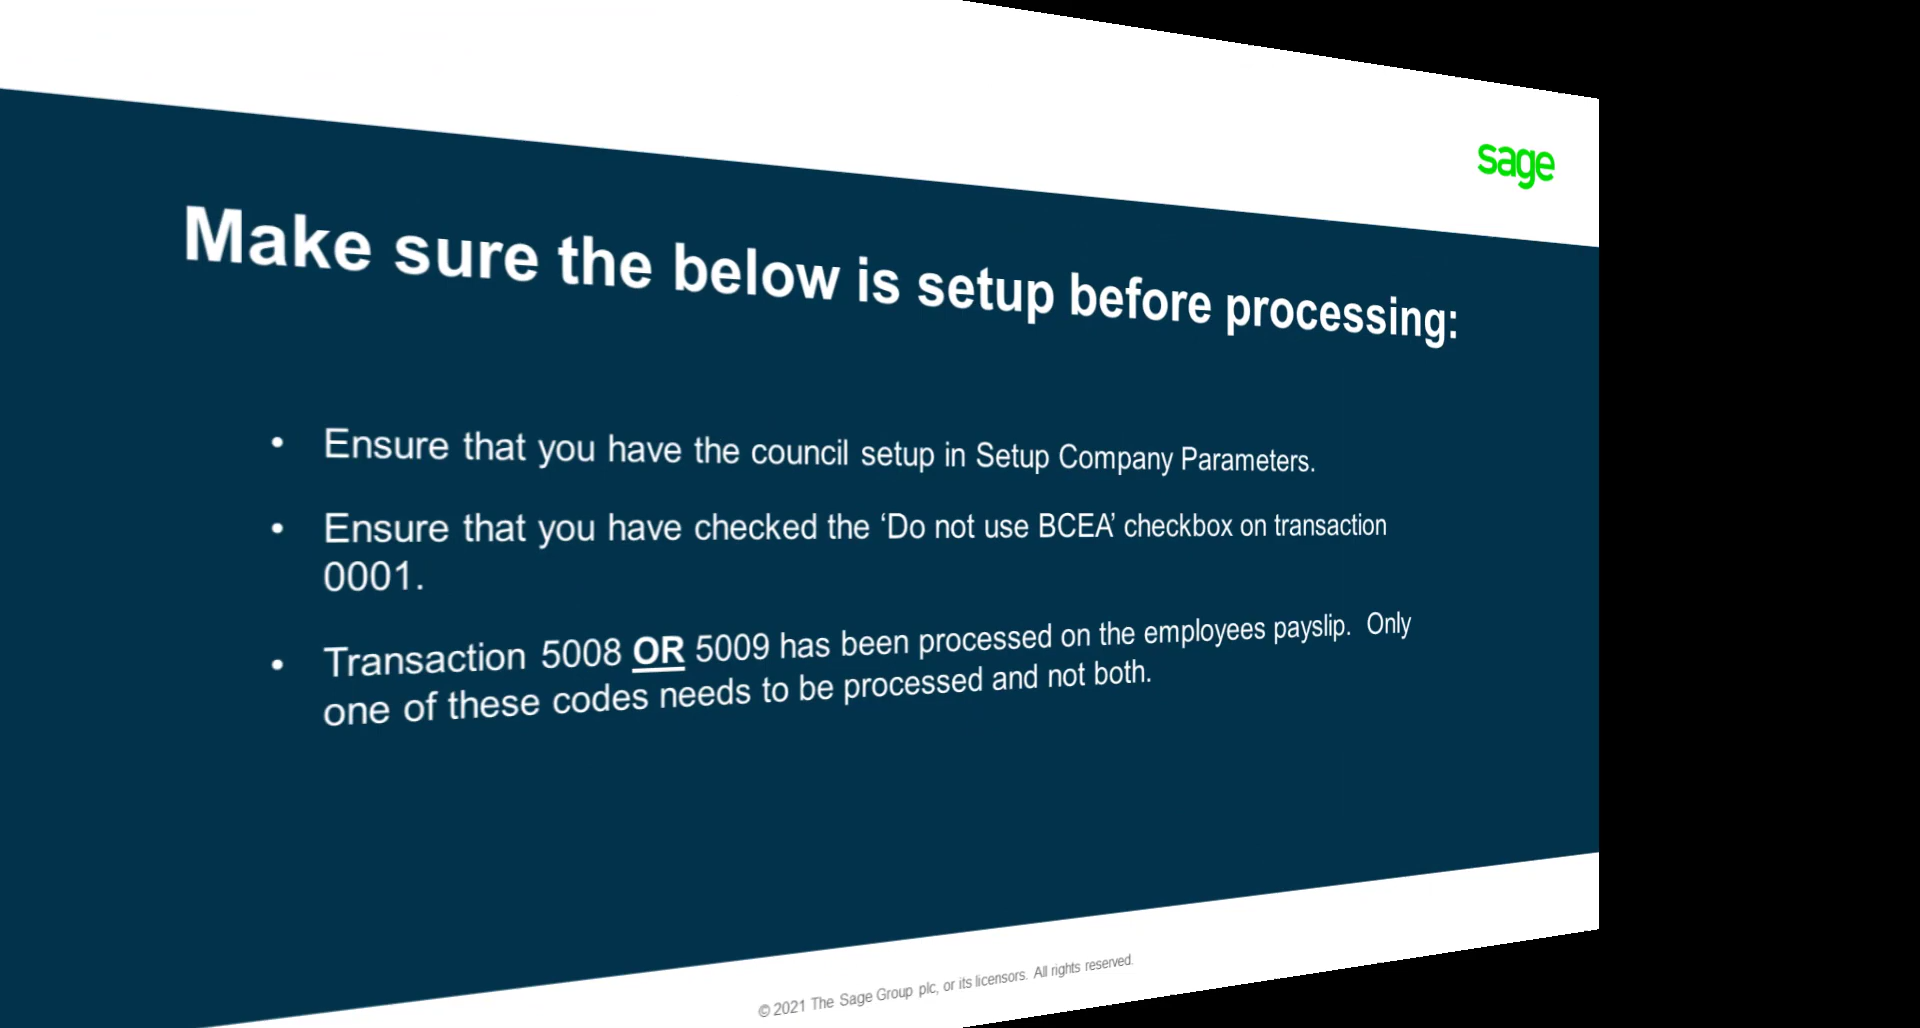 sage
Make sure the below is setup before processing:
• Ensure that you have the council setup in Setup Company Parameters.
• Ensure that you have checked the ‘Do not use BCEA’ checkbox on transaction
0001.
• Transaction 5008 OR 5009 has been processed on the employees payslip.  Only
one of these codes needs to be processed and not both.
© 2021 The Sage Group plc, or its licensors. All rights reserved.